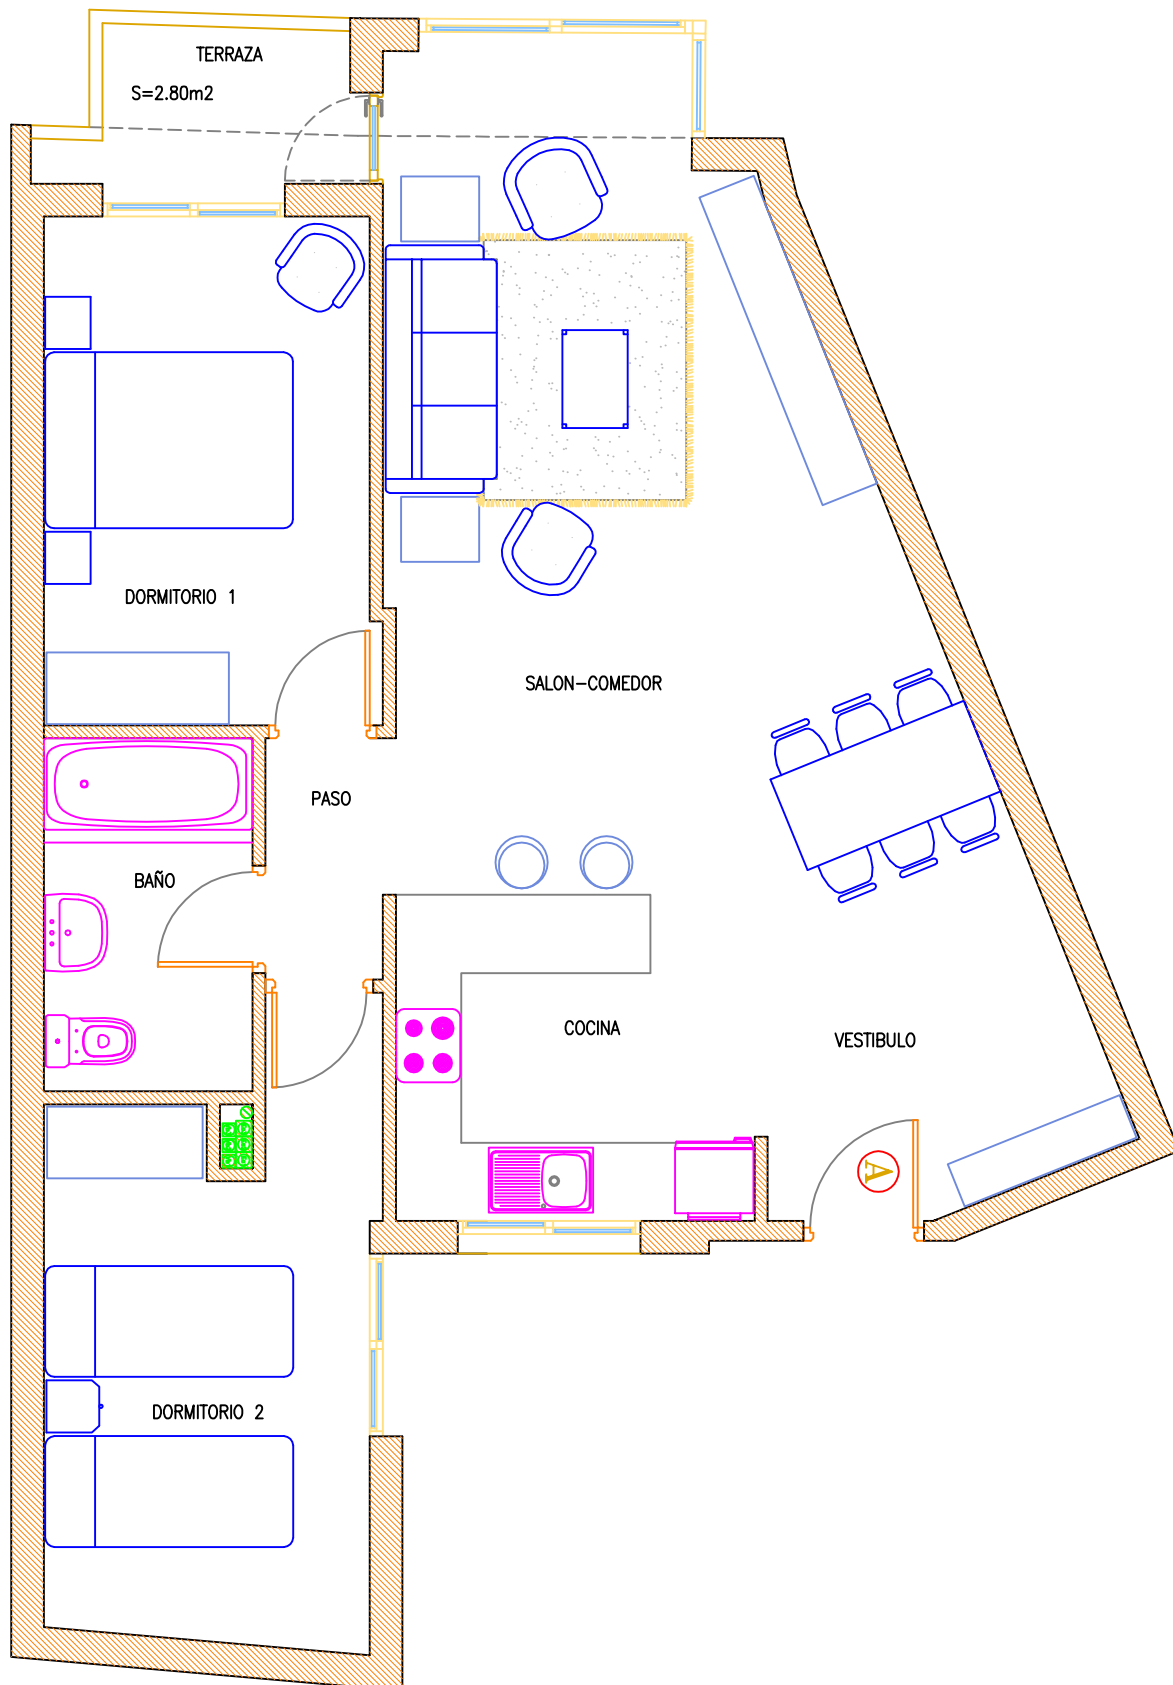 TERRAZA
S=2.80m2
DORMITORIO 1
SALON-COMEDOR
PASO
BAÑO
COCINA
VESTIBULO
A
DORMITORIO 2